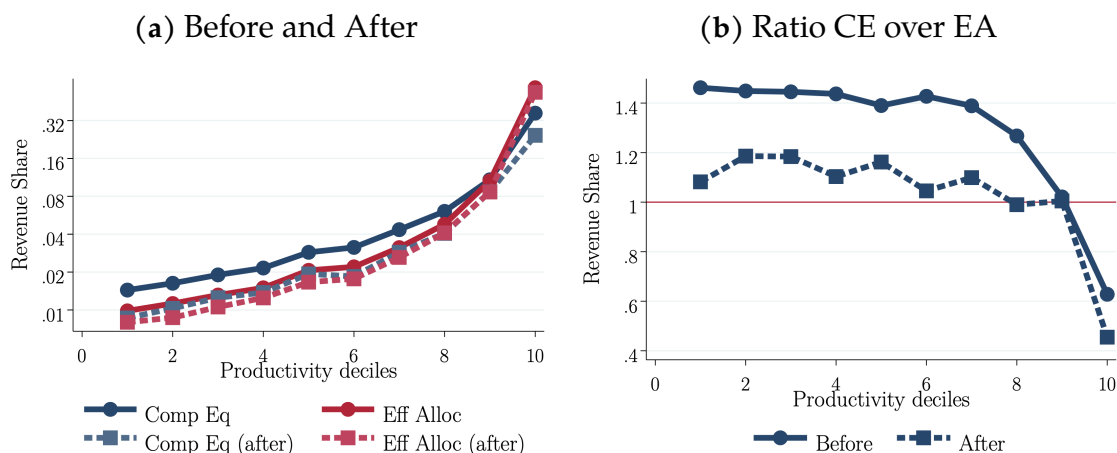 (a) Before and After
Revenue Share
.32
.16
.08
.04
.02
.01
0 2 4 6 8 10
Productivity deciles
Comp Eq Eff Alloc
Comp Eq (after) Eff Alloc (after)
(b) Ratio CE over EA
Revenue Share
1.4
1.2
1
.8
.6
.4
0 2 4 6 8 10
Productivity deciles
Before After